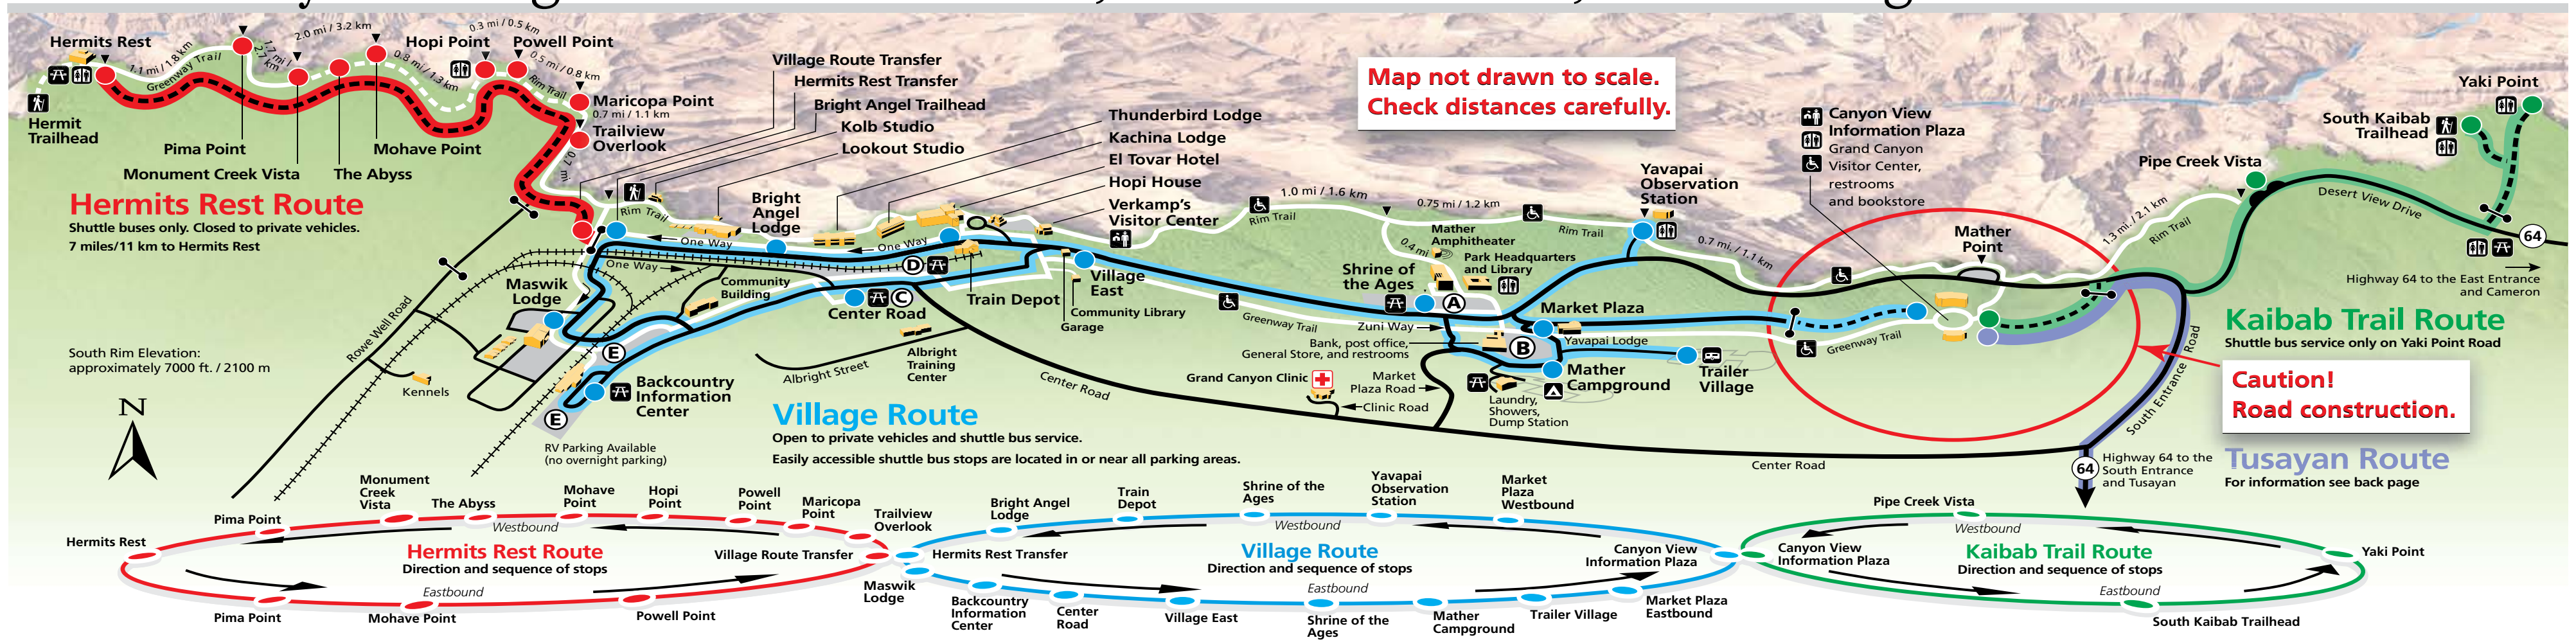 Hermits Rest
1.1 mi / 1.8 km
Greenway Trail
1.7 mi /
2.7 km
2.0 mi / 3.2 km
0.8 mi / 1.3 km
0.3 mi / 0.5 km
Hopi Point
Powell Point
0.5 mi / 0.8 km
Rim Trail
Maricopa Point
0.7 mi / 1.1 km
Trailview
Overlook
0.7 mi
Hermit
Trailhead
Pima Point
Monument Creek Vista
The Abyss
Mohave Point
Hermits Rest Route
Shuttle buses only. Closed to private vehicles.
7 miles/11 km to Hermits Rest
Village Route Transfer
Hermits Rest Transfer
Bright Angel Trailhead
Kolb Studio
Lookout Studio
Thunderbird Lodge
Kachina Lodge
El Tovar Hotel
Hopi House
Verkamp's
Visitor Center
Map not drawn to scale.
Check distances carefully.
Rim Trail
One Way
Bright
Angel
Lodge
One Way
One Way
D
Rim Trail
1.0 mi / 1.6 km
0.75 mi / 1.2 km
Rim Trail
Yavapai
Observation
Station
0.7 mi. / 1.1 km
Canyon View
Information Plaza
Grand Canyon
Visitor Center,
restrooms
and bookstore
Mather
Point
1.3 mi. / 2.1 km
Rim Trail
Pipe Creek Vista
South Kaibab
Trailhead
Yaki Point
Desert View Drive
64
Highway 64 to the East Entrance
and Cameron
Kaibab Trail Route
Shuttle bus service only on Yaki Point Road
Caution!
Road construction.
Tusayan Route
For information see back page
South Entrance Road
64
Highway 64 to the
South Entrance
and Tusayan
South Rim Elevation:
approximately 7000 ft. / 2100 m
N
Rowe Well Road
Kennels
Maswik
Lodge
E
E
Backcountry
Information
Center
RV Parking Available
(no overnight parking)
Community
Building
Center Road
C
Albright Street
Albright
Training
Center
Train Depot
Village
East
Community Library
Garage
Center Road
Village Route
Open to private vehicles and shuttle bus service.
Easily accessible shuttle bus stops are located in or near all parking areas.
Greenway Trail
0.4 mi
Mather
Amphitheater
Park Headquarters
and Library
Shrine of
the Ages
A
Zuni Way
Bank, post office,
General Store, and restrooms
B
Market Plaza
Yavapai Lodge
Mather
Campground
Trailer
Village
Grand Canyon Clinic
Market
Plaza Road
Clinic Road
Laundry,
Showers,
Dump Station
Greenway Trail
Center Road
Hermits Rest
Pima Point
Monument
Creek
Vista
The Abyss
Mohave
Point
Hopi
Point
Powell
Point
Maricopa
Point
Trailview
Overlook
Westbound
Hermits Rest Route
Direction and sequence of stops
Village Route Transfer
Eastbound
Pima Point
Mohave Point
Powell Point
Hermits Rest Transfer
Bright Angel
Lodge
Train
Depot
Shrine of the
Ages
Yavapai
Observation
Station
Market
Plaza
Westbound
Westbound
Village Route
Direction and sequence of stops
Canyon View
Information Plaza
Eastbound
Maswik
Lodge
Backcountry
Information
Center
Center
Road
Village East
Shrine of the
Ages
Mather
Campground
Trailer Village
Market Plaza
Eastbound
Pipe Creek Vista
Westbound
Canyon View
Information Plaza
Kaibab Trail Route
Direction and sequence of stops
Yaki Point
Eastbound
South Kaibab Trailhead